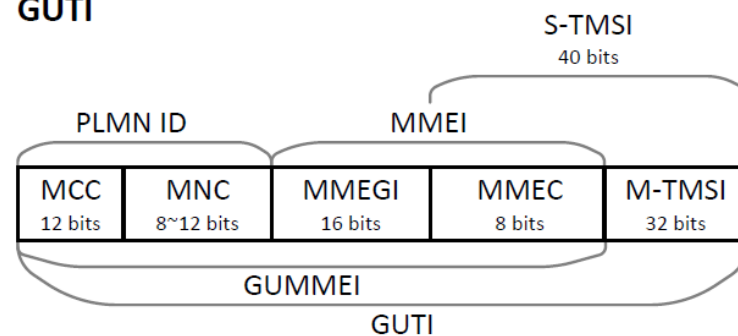 GUTI
S-TMSI
40 bits
PLMN ID
MMEI
MCC
MNC
MMEGI
MMEC
M-TMSI
12 bits
8~12 bits
16 bits
8 bits
32 bits
GUMMEI
GUTI